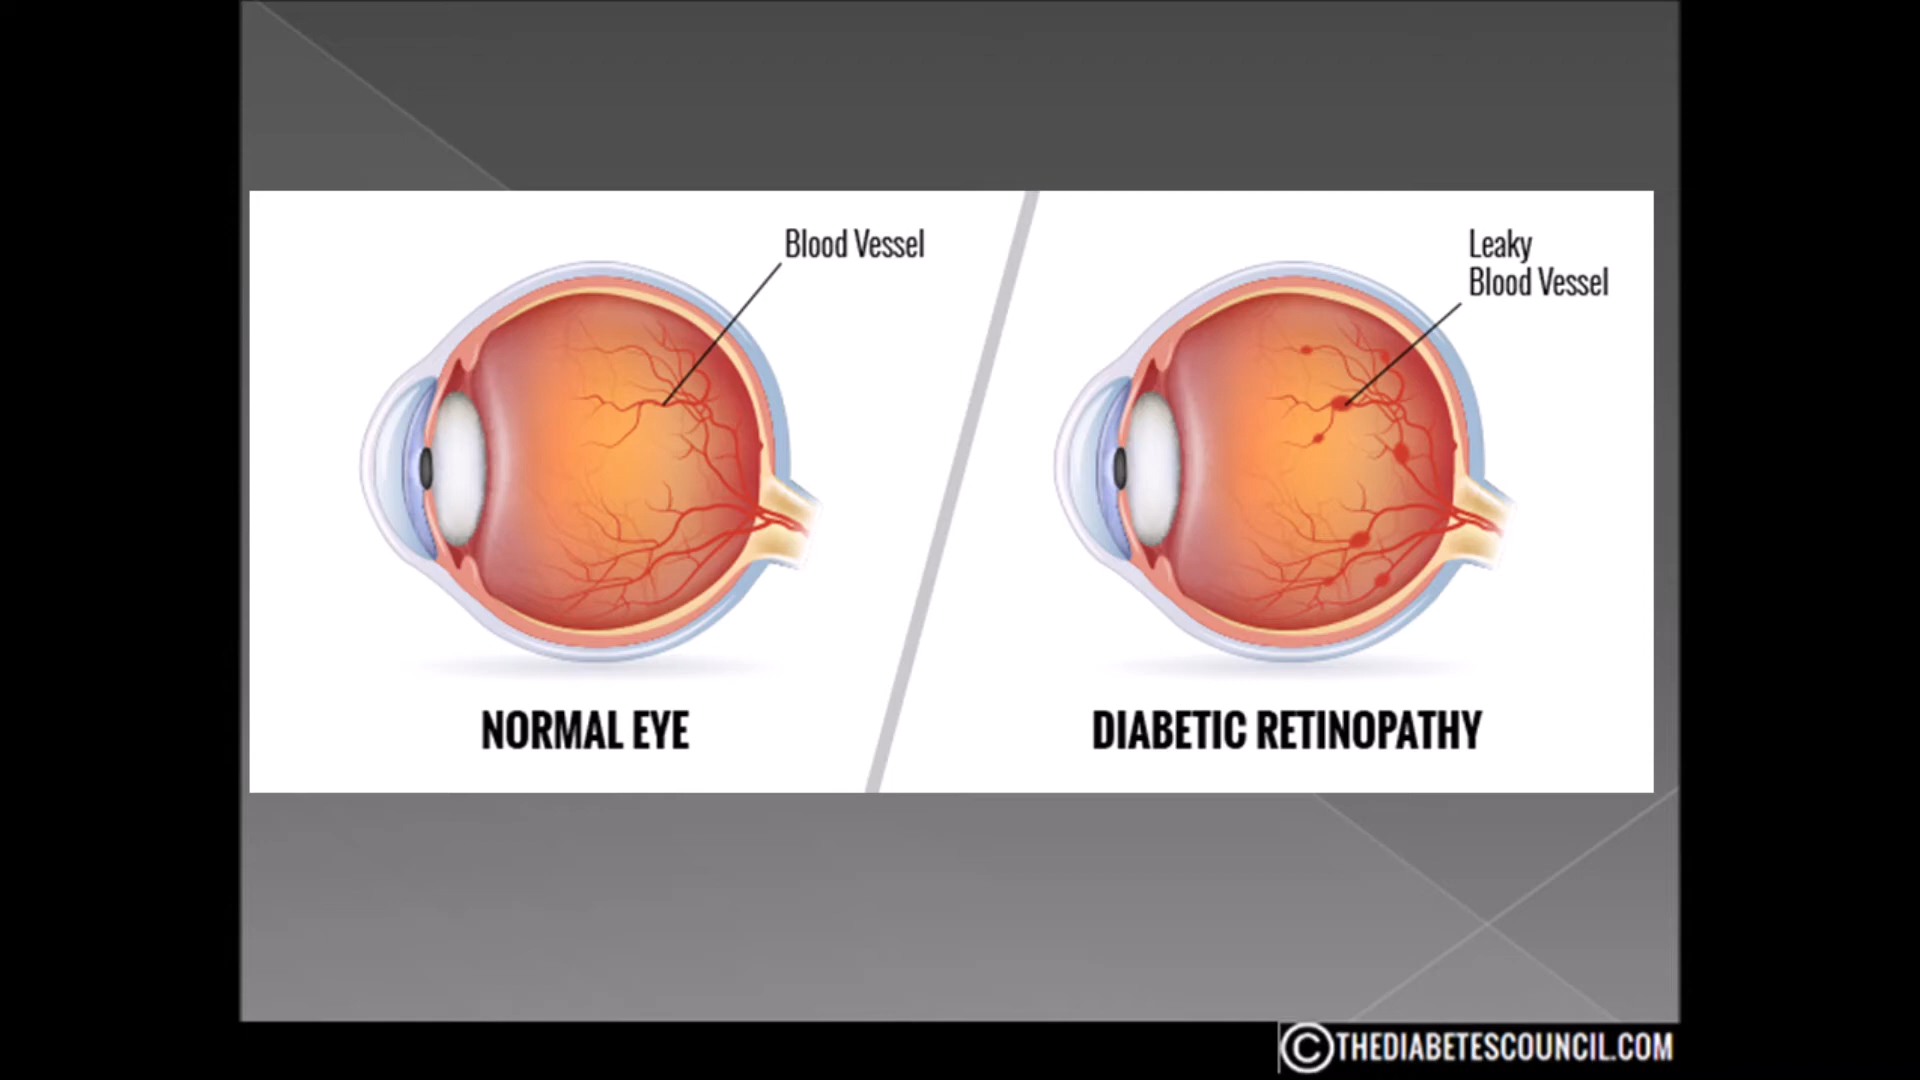 Blood Vessel
Leaky
Blood Vessel
NORMAL EYE
DIABETIC RETINOPATHY
©THEDIABETESCOUNCIL.COM